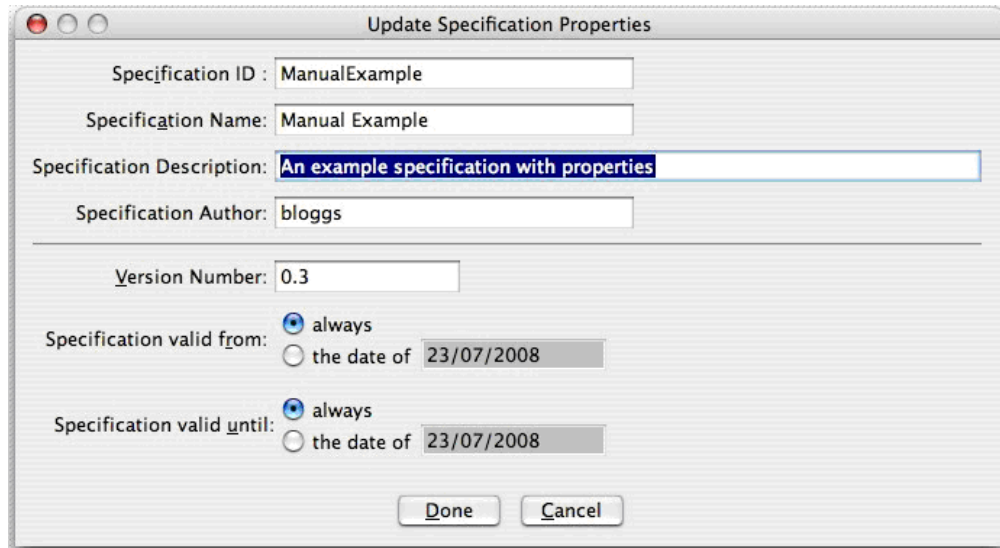 Update Specification Properties
Specification ID : ManualExample
Specification Name: Manual Example
Specification Description: An example specification with properties
Specification Author: bloggs
Version Number: 0.3
Specification valid from:
always
the date of 23/07/2008
Specification valid until:
always
the date of 23/07/2008
Done Cancel